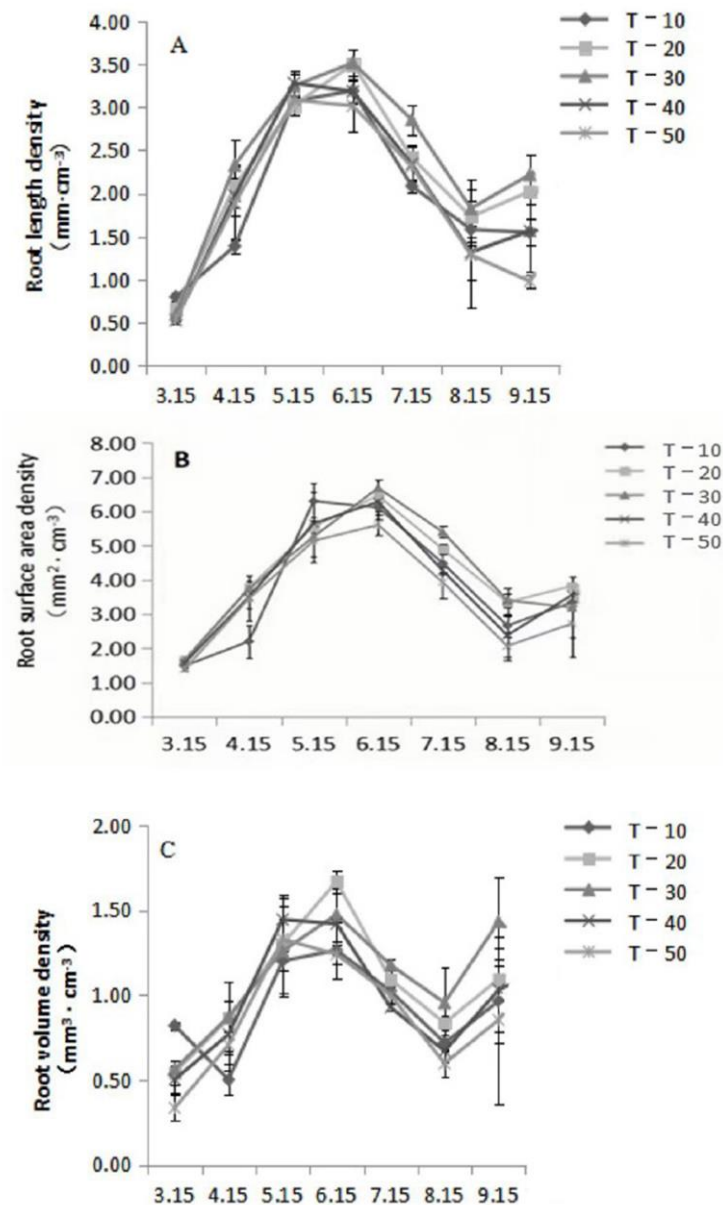 A
Root length density
(mm·cm⁻³)
4.00
3.50
3.00
2.50
2.00
1.50
1.00
0.50
0.00
3.15 4.15 5.15 6.15 7.15 8.15 9.15
T－10
T－20
T－30
T－40
T－50
B
Root surface area density
(mm²·cm⁻³)
8.00
7.00
6.00
5.00
4.00
3.00
2.00
1.00
0.00
3.15 4.15 5.15 6.15 7.15 8.15 9.15
T－10
T－20
T－30
T－40
T－50
C
Root volume density
(mm³·cm⁻³)
2.00
1.50
1.00
0.50
0.00
3.15 4.15 5.15 6.15 7.15 8.15 9.15
T－10
T－20
T－30
T－40
T－50